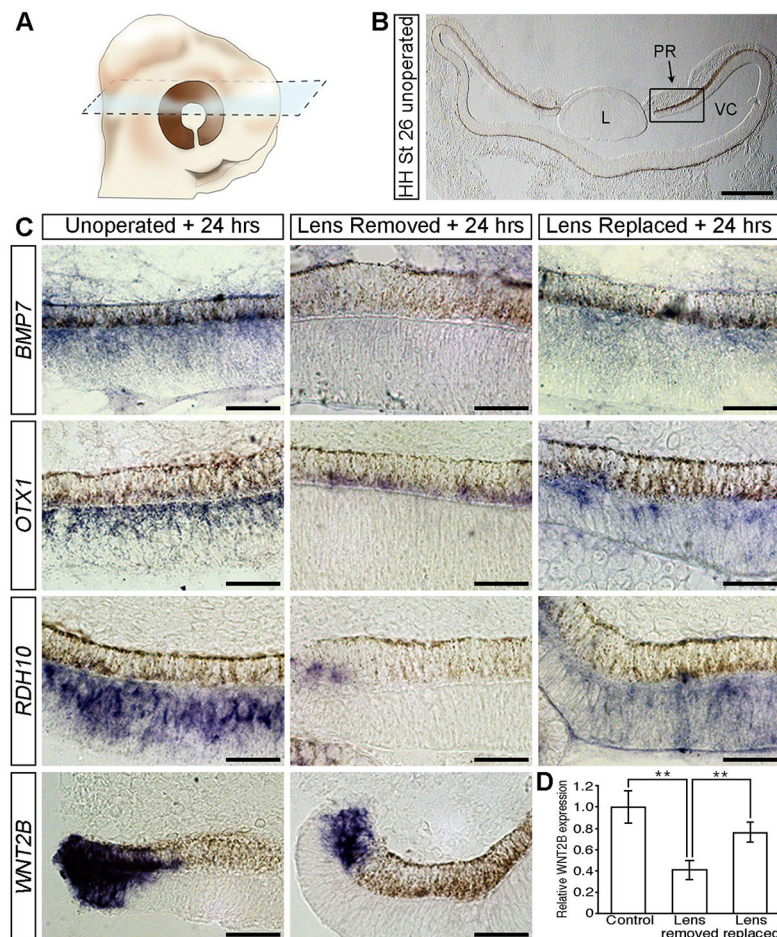 A
B
HH St 26 unoperated
PR
L
VC
C
Unoperated + 24 hrs
Lens Removed + 24 hrs
Lens Replaced + 24 hrs
BMP7
OTX1
RDH10
WNT2B
D
Relative WNT2B expression
1.2
1.0
0.8
0.6
0.4
0.2
0
**
**
Control
Lens removed
Lens replaced